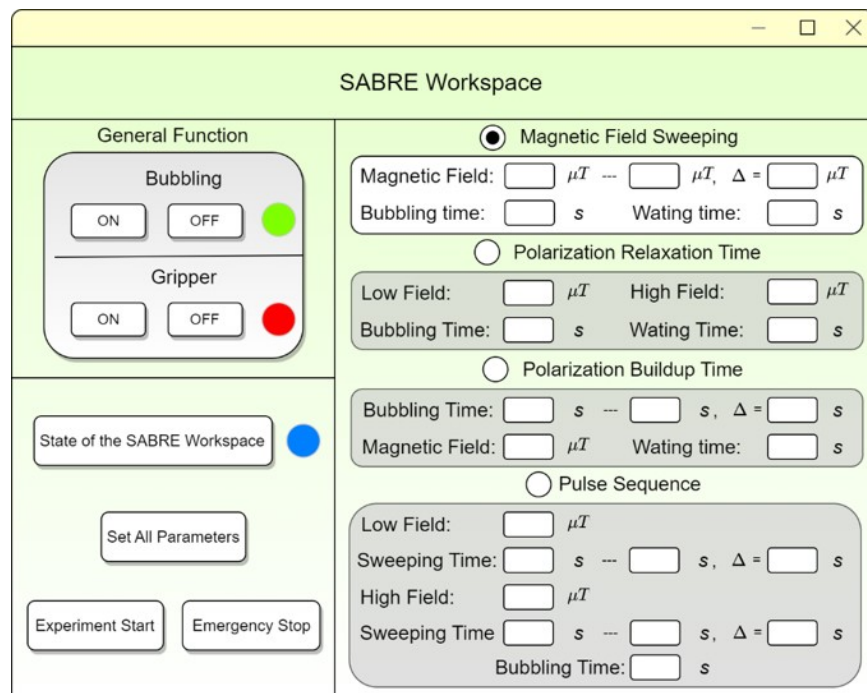 SABRE Workspace
General Function
Bubbling
ON OFF
Gripper
ON OFF
State of the SABRE Workspace
Set All Parameters
Experiment Start Emergency Stop
Magnetic Field Sweeping
Magnetic Field: μT --- μT, Δ = μT
Bubbling time: s Wating time: s
Polarization Relaxation Time
Low Field: μT High Field: μT
Bubbling Time: s Wating Time: s
Polarization Buildup Time
Bubbling Time: s --- s, Δ = s
Magnetic Field: μT Wating time: s
Pulse Sequence
Low Field: μT
Sweeping Time: s --- s, Δ = s
High Field: μT
Sweeping Time s --- s, Δ = s
Bubbling Time: s